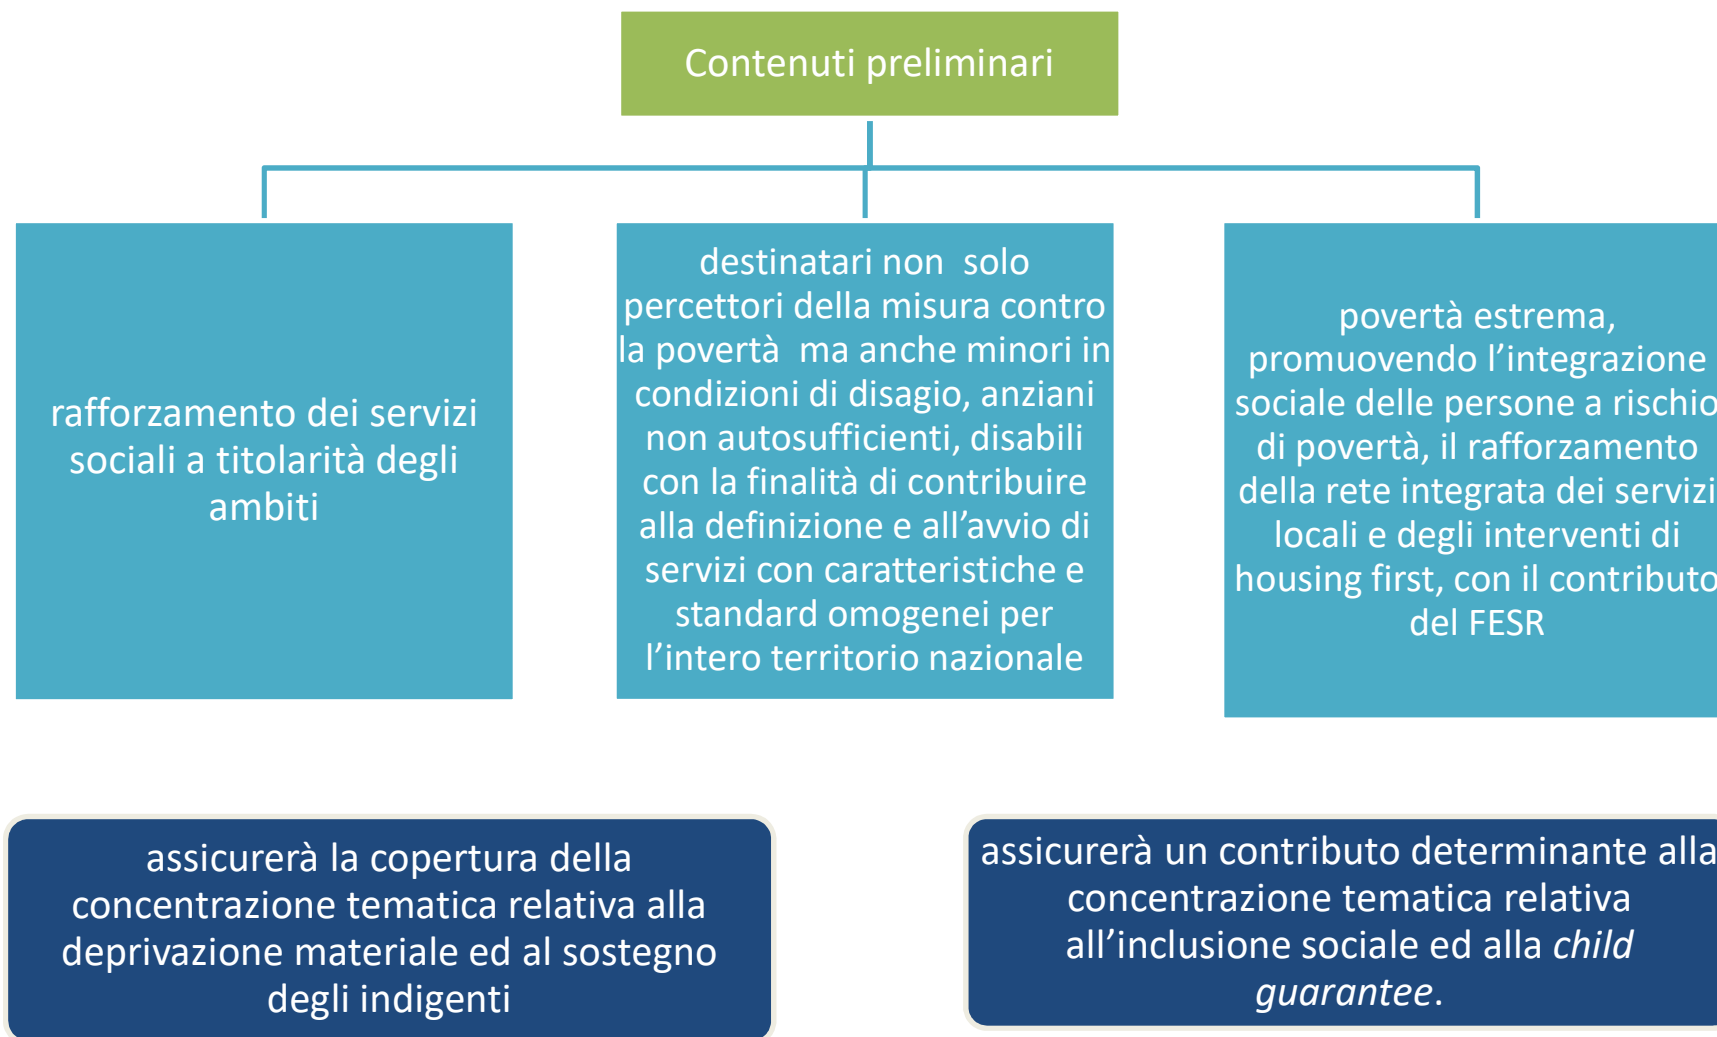 Contenuti preliminari
rafforzamento dei servizi
sociali a titolarità degli
ambiti
destinatari non solo
percettori della misura contro
la povertà ma anche minori in
condizioni di disagio, anziani
non autosufficienti, disabili
con la finalità di contribuire
alla definizione e all’avvio di
servizi con caratteristiche e
standard omogenei per
l’intero territorio nazionale
povertà estrema,
promuovendo l’integrazione
sociale delle persone a rischio
di povertà, il rafforzamento
della rete integrata dei servizi
locali e degli interventi di
housing first, con il contributo
del FESR
assicurerà la copertura della
concentrazione tematica relativa alla
deprivazione materiale ed al sostegno
degli indigenti
assicurerà un contributo determinante alla
concentrazione tematica relativa
all’inclusione sociale ed alla child
guarantee.